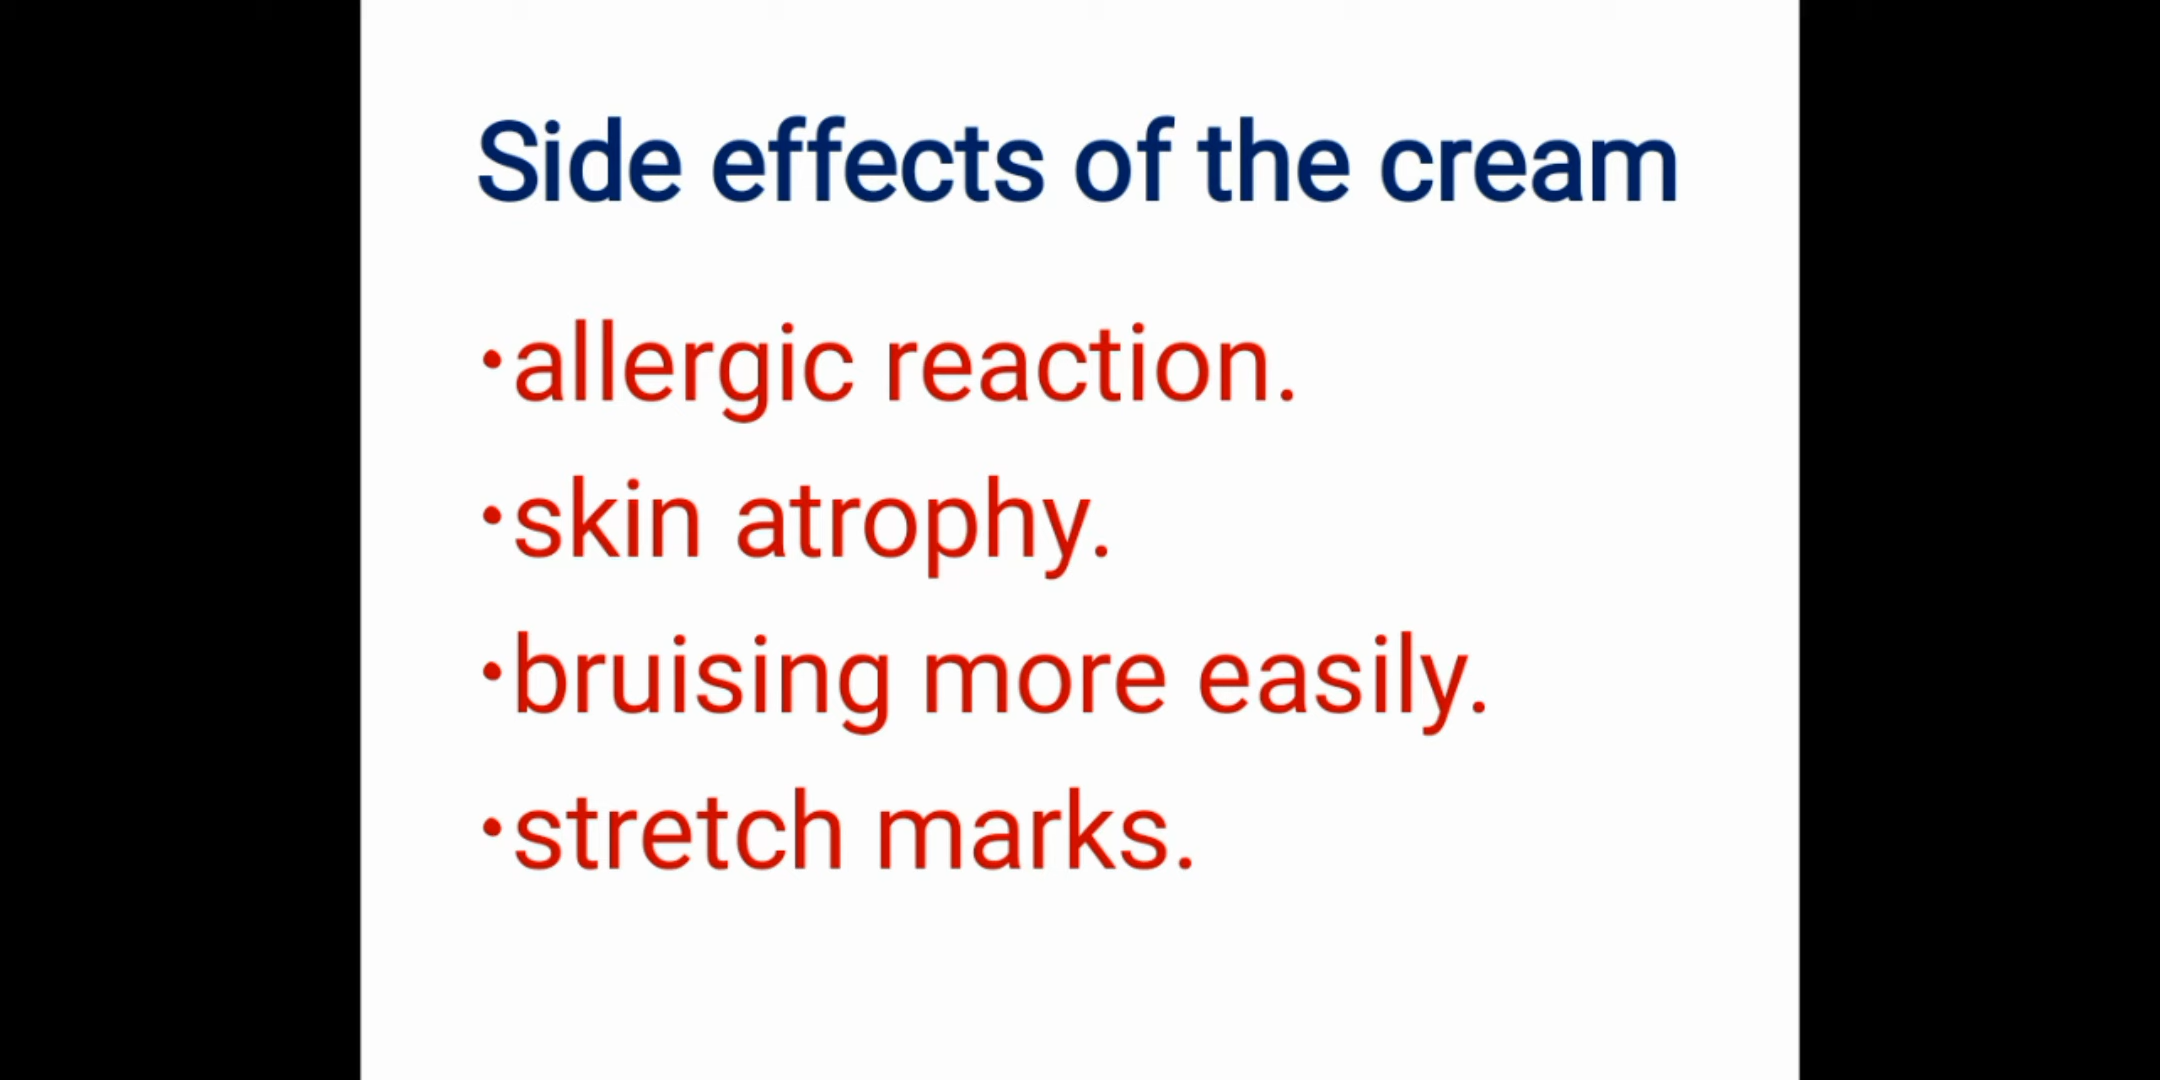 Side effects of the cream
•allergic reaction.
•skin atrophy.
•bruising more easily.
•stretch marks.